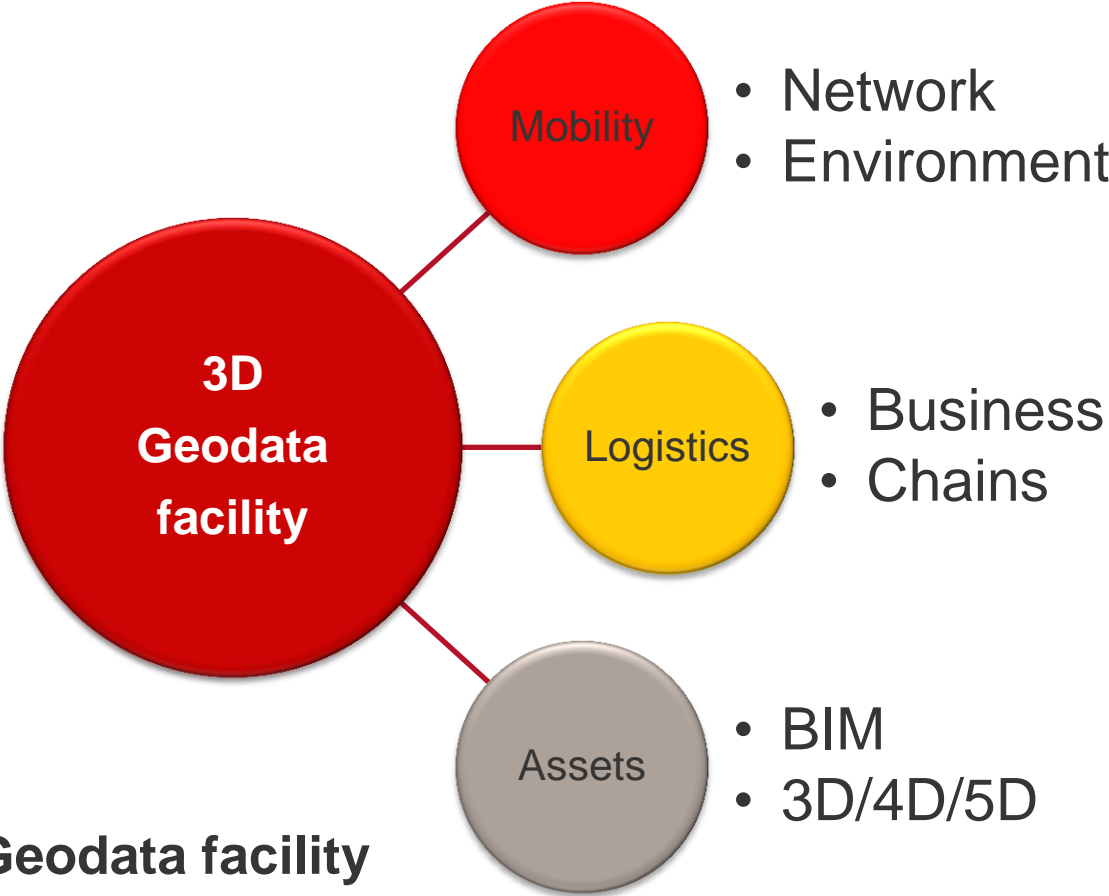 Mobility
• Network
• Environment
3D
Geodata
facility
Logistics
• Business
• Chains
Assets
• BIM
• 3D/4D/5D
Geodata facility